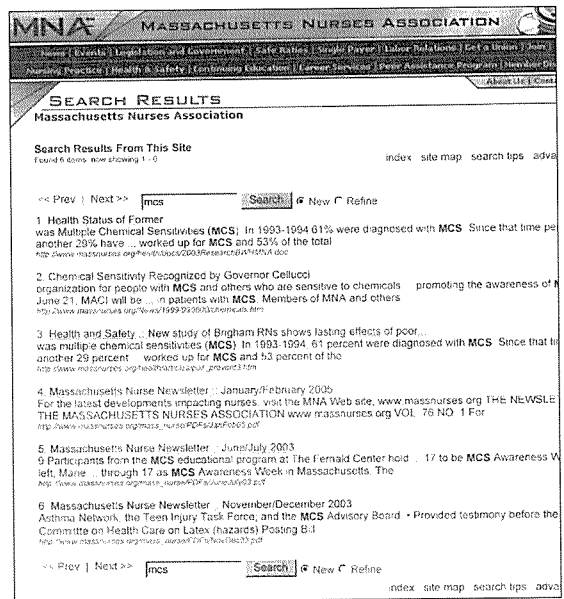 MNA
MASSACHUSETTS NURSES ASSOCIATION
News | Events | Legislation and Government | Safe Ratios | Single Payer | Labor Relations | Get a Union | Join
Nursing Practice | Health & Safety | Continuing Education | Career Services | Peer Assistance Program | Member Di
About Us | Cont
SEARCH RESULTS
Massachusetts Nurses Association
Search Results From This Site
Found 6 items now showing 1 - 6
index site map search tips adva
<< Prev | Next >> mcs Search New Refine
1 Health Status of Former
was Multiple Chemical Sensitivities (MCS) In 1993-1994 61% were diagnosed with MCS Since that time pe
another 29% have ... worked up for MCS and 53% of the total
2. Chemical Sensitivity Recognized by Governor Cellucci
organization for people with MCS and others who are sensitive to chemicals promoting the awareness of M
June 21, MACI will be ... in patients with MCS. Members of MNA and others
3 Health and Safety :: New study of Brigham RNs shows lasting effects of poor...
was multiple chemical sensitivities (MCS) In 1993-1994, 61 percent were diagnosed with MCS Since that ti
another 29 percent worked up for MCS and 53 percent of the
4. Massachusetts Nurse Newsletter :: January/February 2005
For the latest developments impacting nurses, visit the MNA Web site, www.massnurses org THE NEWSLE
THE MASSACHUSETTS NURSES ASSOCIATION www massnurses org VOL 76 NO 1 For
5. Massachusetts Nurse Newsletter :: June/July 2003
9 Participants from the MCS educational program at The Fernald Center hold .. 17 to be MCS Awareness W
left, Marie .. through 17 as MCS Awareness Week in Massachusetts, The
6 Massachusetts Nurse Newsletter :: November/December 2003
Asthma Network, the Teen Injury Task Force; and the MCS Advisory Board • Provided testimony before the
Committe on Health Care on Latex (hazards) Posting Bill
<< Prev | Next >> mcs Search New Refine
index site map search tips adva